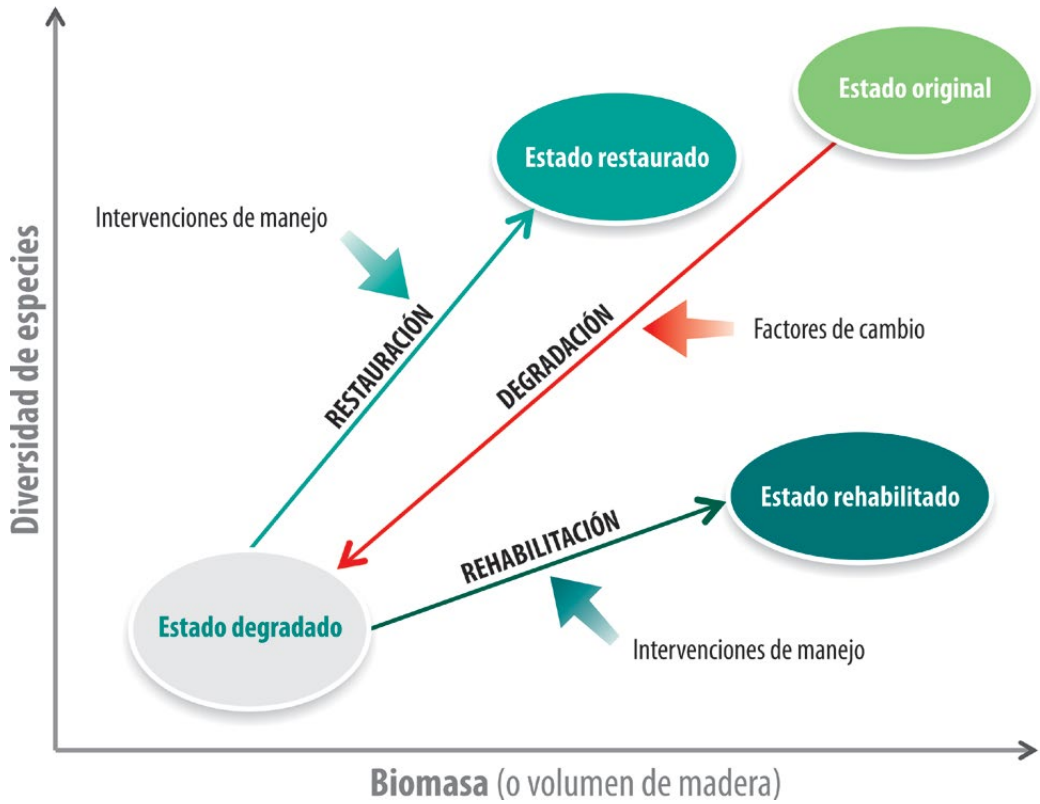 Estado original
Estado restaurado
Intervenciones de manejo
Diversidad de especies
RESTAURACIÓN
DEGRADACIÓN
Factores de cambio
Estado rehabilitado
REHABILITACIÓN
Estado degradado
Intervenciones de manejo
Biomasa (o volumen de madera)